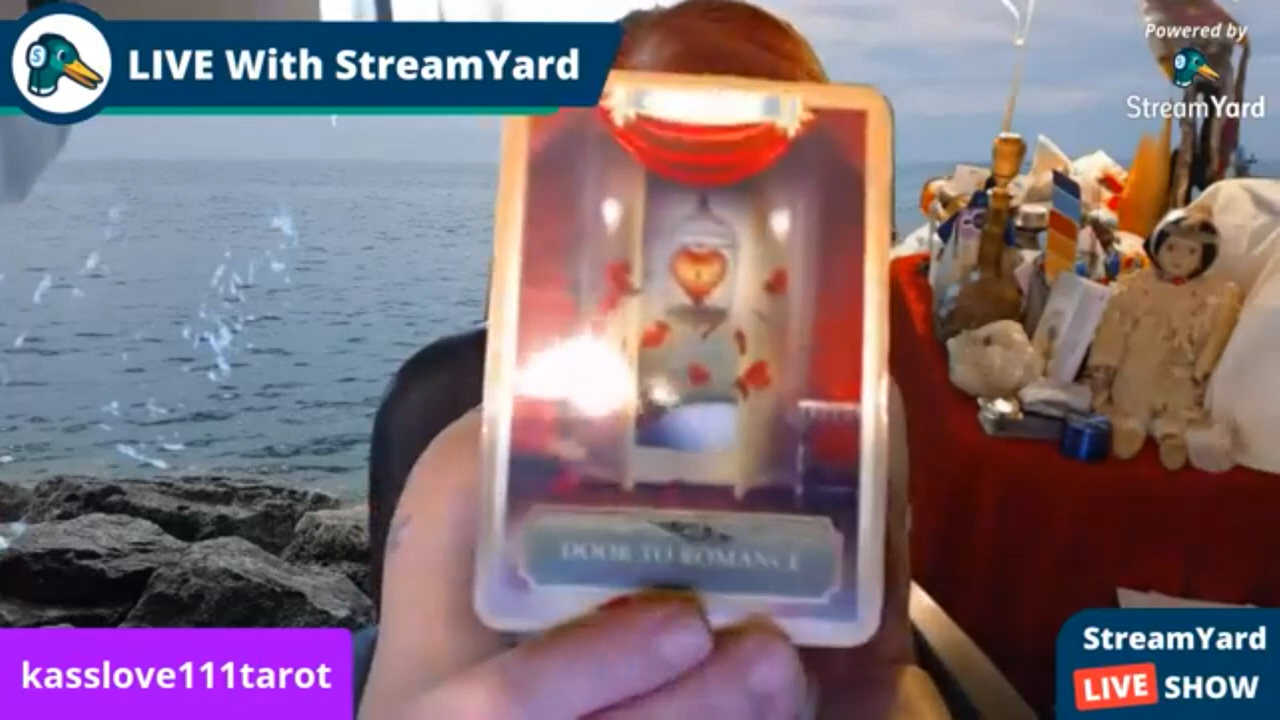 LIVE With StreamYard
Powered by
StreamYard
DOOR TO ROMANCE
kasslove111tarot
StreamYard
LIVE SHOW